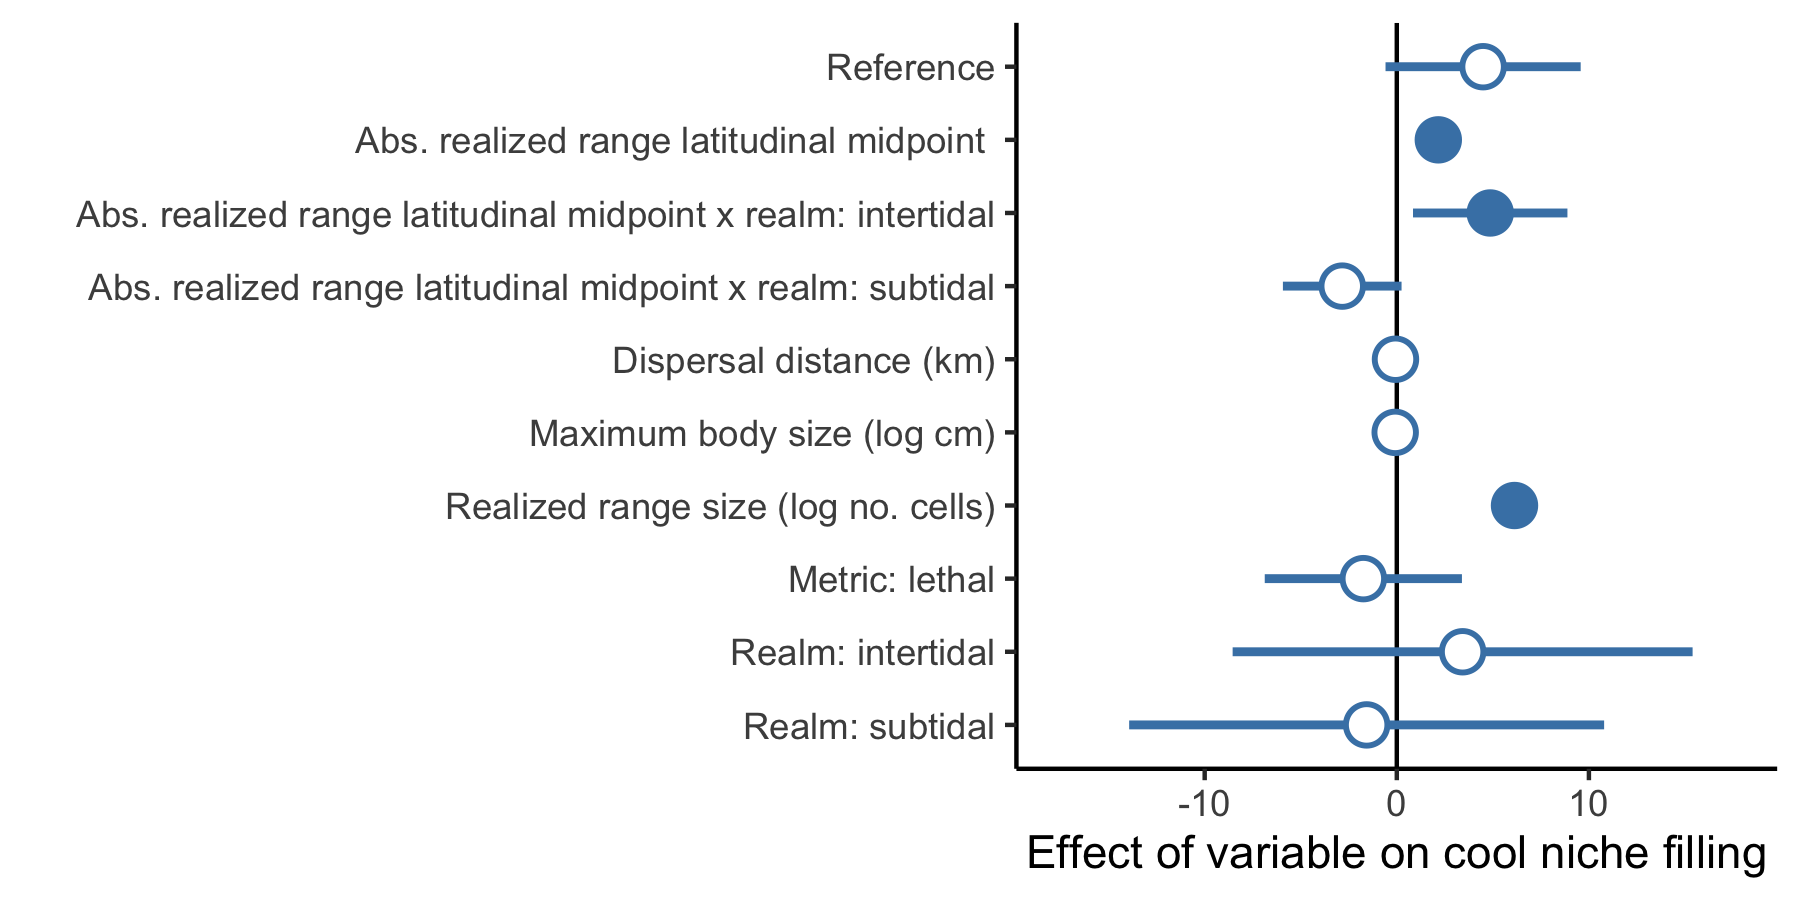 Reference
Abs. realized range latitudinal midpoint
Abs. realized range latitudinal midpoint x realm: intertidal
Abs. realized range latitudinal midpoint x realm: subtidal
Dispersal distance (km)
Maximum body size (log cm)
Realized range size (log no. cells)
Metric: lethal
Realm: intertidal
Realm: subtidal
-10 0 10
Effect of variable on cool niche filling